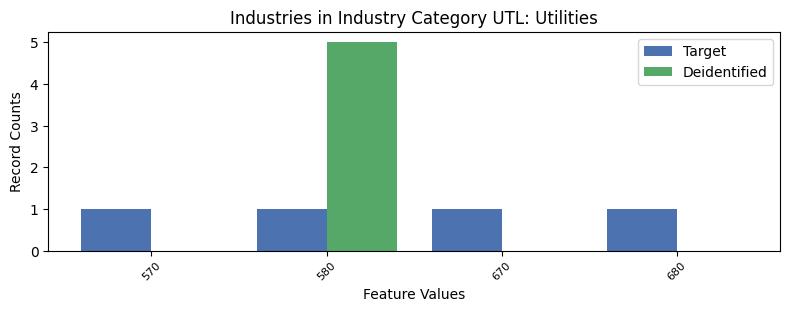 Industries in Industry Category UTL: Utilities
Record Counts
5
4
3
2
1
0
Target
Deidentified
570
580
670
680
Feature Values